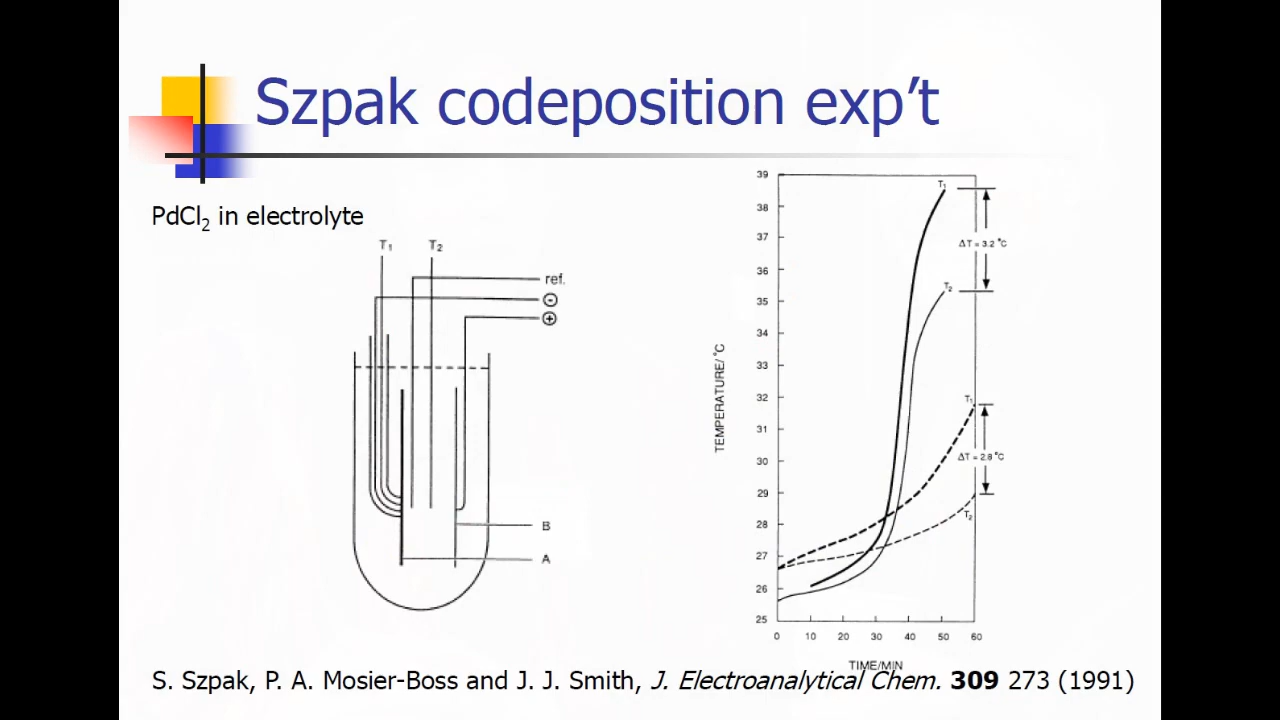 Szpak codeposition exp’t
PdCl₂ in electrolyte
T₁ T₂
ref.
⊖
⊕
B
A
TEMPERATURE/ °C
39
38
37
36
35
34
33
32
31
30
29
28
27
26
25
T₁
ΔT = 3.2 °C
T₂
T₁
ΔT = 2.8 °C
T₂
0 10 20 30 40 50 60
TIME/MIN
S. Szpak, P. A. Mosier-Boss and J. J. Smith, J. Electroanalytical Chem. 309 273 (1991)